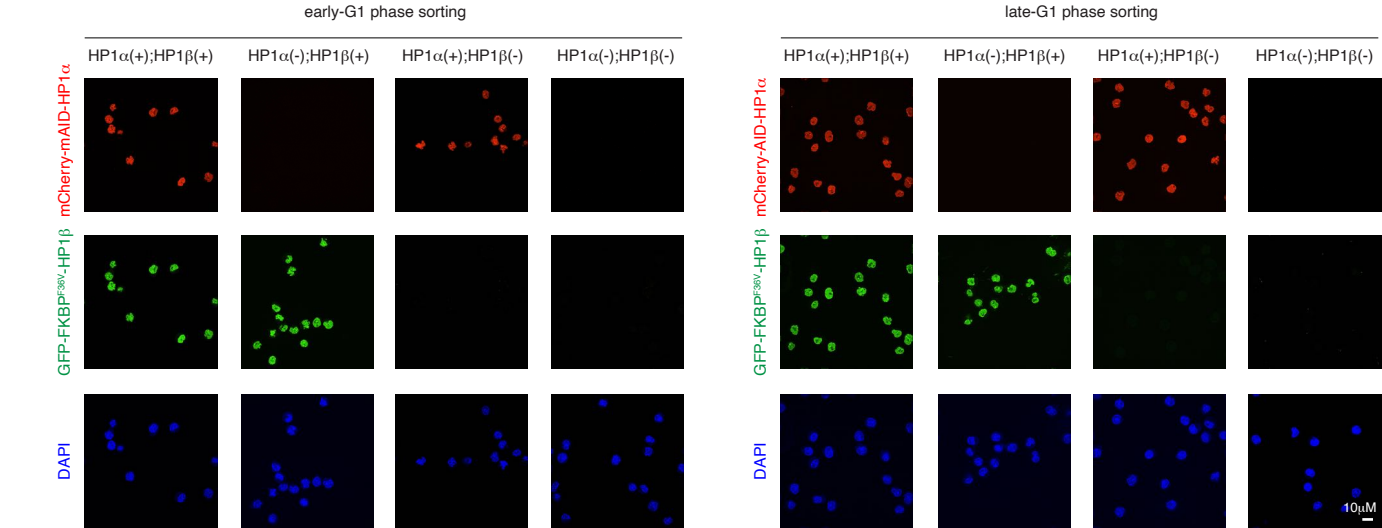 early-G1 phase sorting
late-G1 phase sorting
HP1α(+);HP1β(+)
HP1α(-);HP1β(+)
HP1α(+);HP1β(-)
HP1α(-);HP1β(-)
HP1α(+);HP1β(+)
HP1α(-);HP1β(+)
HP1α(+);HP1β(-)
HP1α(-);HP1β(-)
mCherry-mAID-HP1α
mCherry-AID-HP1α
GFP-FKBPF36V-HP1β
GFP-FKBPF36V-HP1β
DAPI
DAPI
10µM